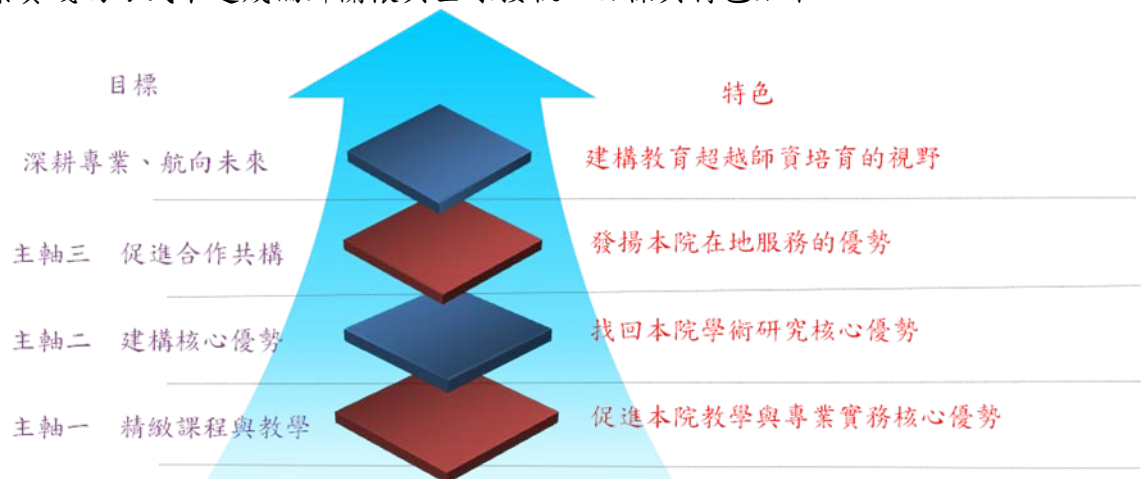 目標
特色
深耕專業、航向未來
建構教育超越師資培育的視野
主軸三 促進合作共構
發揚本院在地服務的優勢
主軸二 建構核心優勢
找回本院學術研究核心優勢
主軸一 精緻課程與教學
促進本院教學與專業實務核心優勢